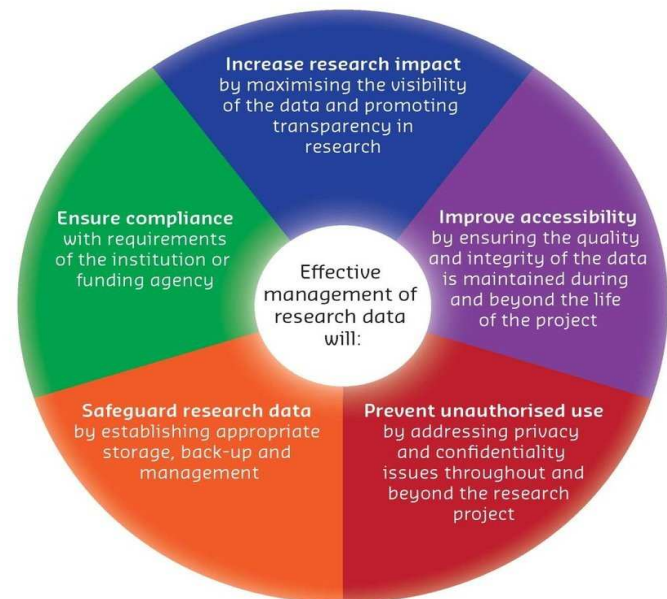 Increase research impact
by maximising the visibility
of the data and promoting
transparency in
research
Improve accessibility
by ensuring the quality
and integrity of the data
is maintained during
and beyond the life
of the project
Prevent unauthorised use
by addressing privacy
and confidentiality
issues throughout and
beyond the research
project
Safeguard research data
by establishing appropriate
storage, back-up and
management
Ensure compliance
with requirements
of the institution or
funding agency
Effective
management of
research data
will: